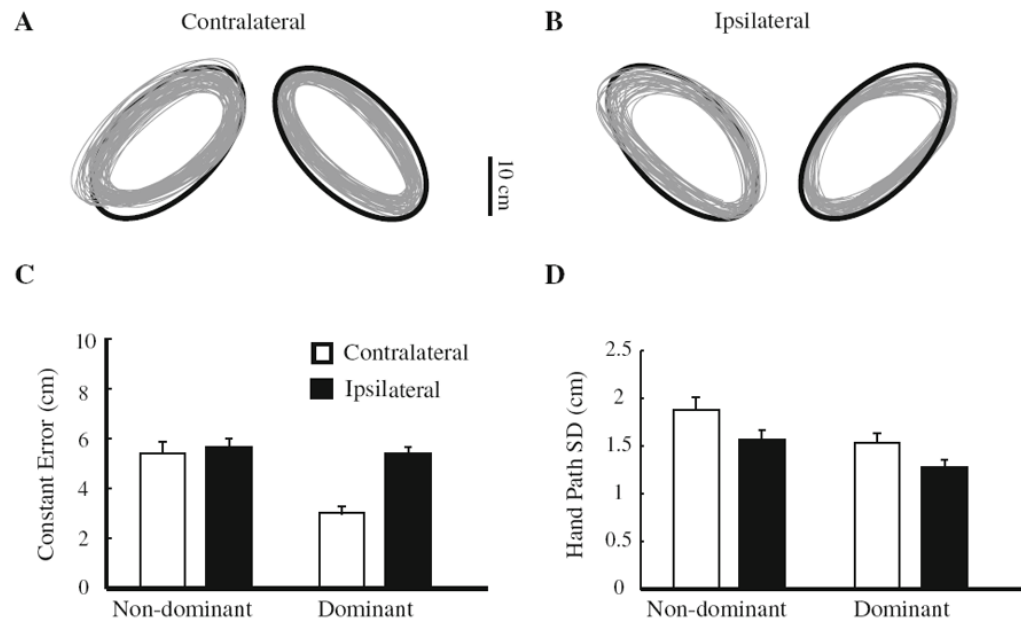 A
Contralateral
B
Ipsilateral
10 cm
C
Constant Error (cm)
10
8
6
4
2
0
Contralateral
Ipsilateral
Non-dominant
Dominant
D
Hand Path SD (cm)
2.5
2
1.5
1
0.5
0
Non-dominant
Dominant